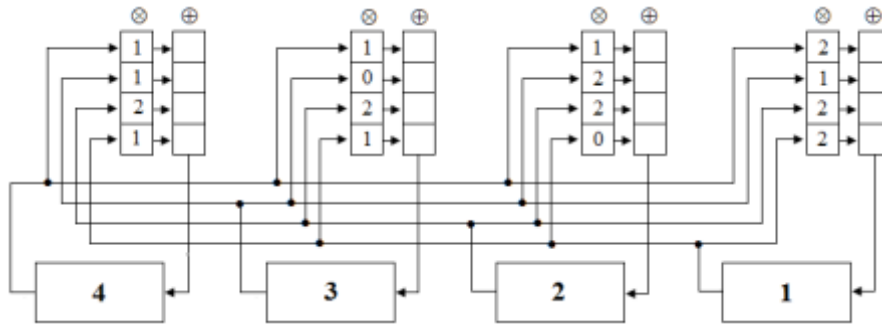 ⊗ ⊕ ⊗ ⊕ ⊗ ⊕ ⊗ ⊕
1 1 1 2
1 0 2 1
2 2 2 2
1 1 0 2
4 3 2 1